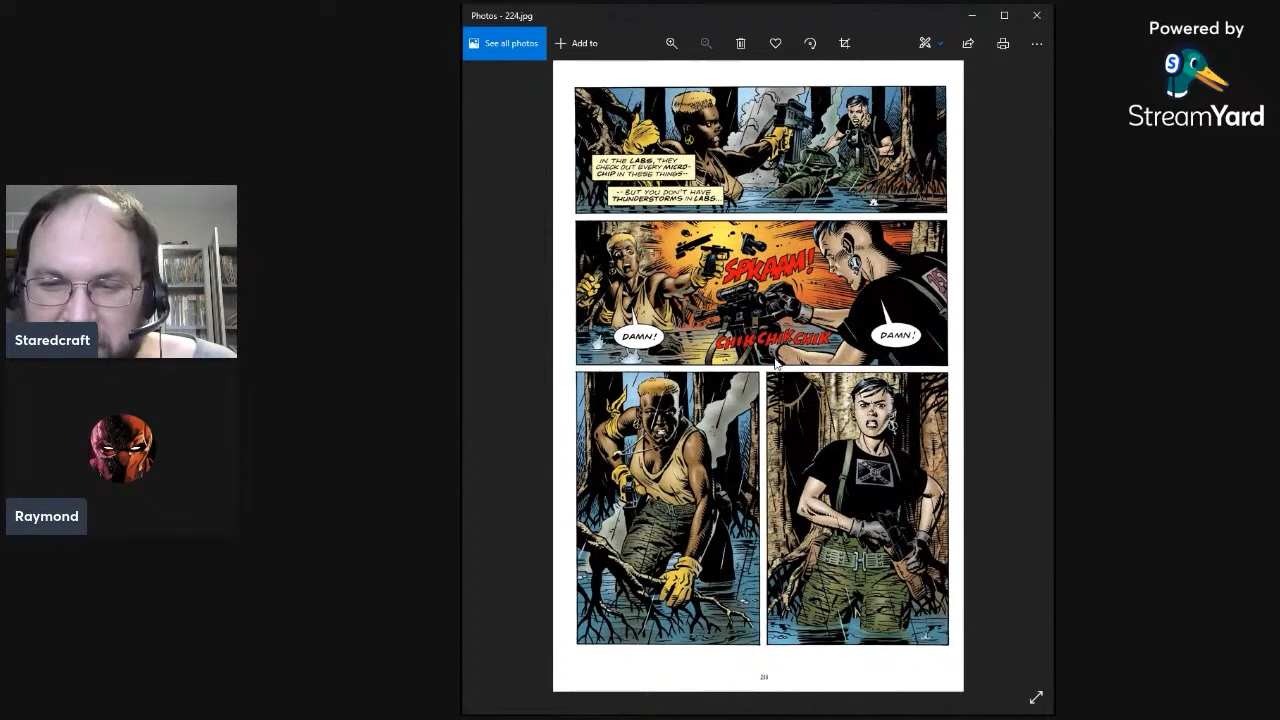 Photos - 224.jpg
See all photos
Add to
Powered by
S
StreamYard
IN THE LABS, THEY
CHECK OUT EVERY MICRO-
CHIP IN THESE THINGS--
--BUT YOU DON'T HAVE
THUNDERSTORMS IN LABS...
SPKAAM!
DAMN!
CHIK CHIK CHIK
DAMN!
Staredcraft
Raymond